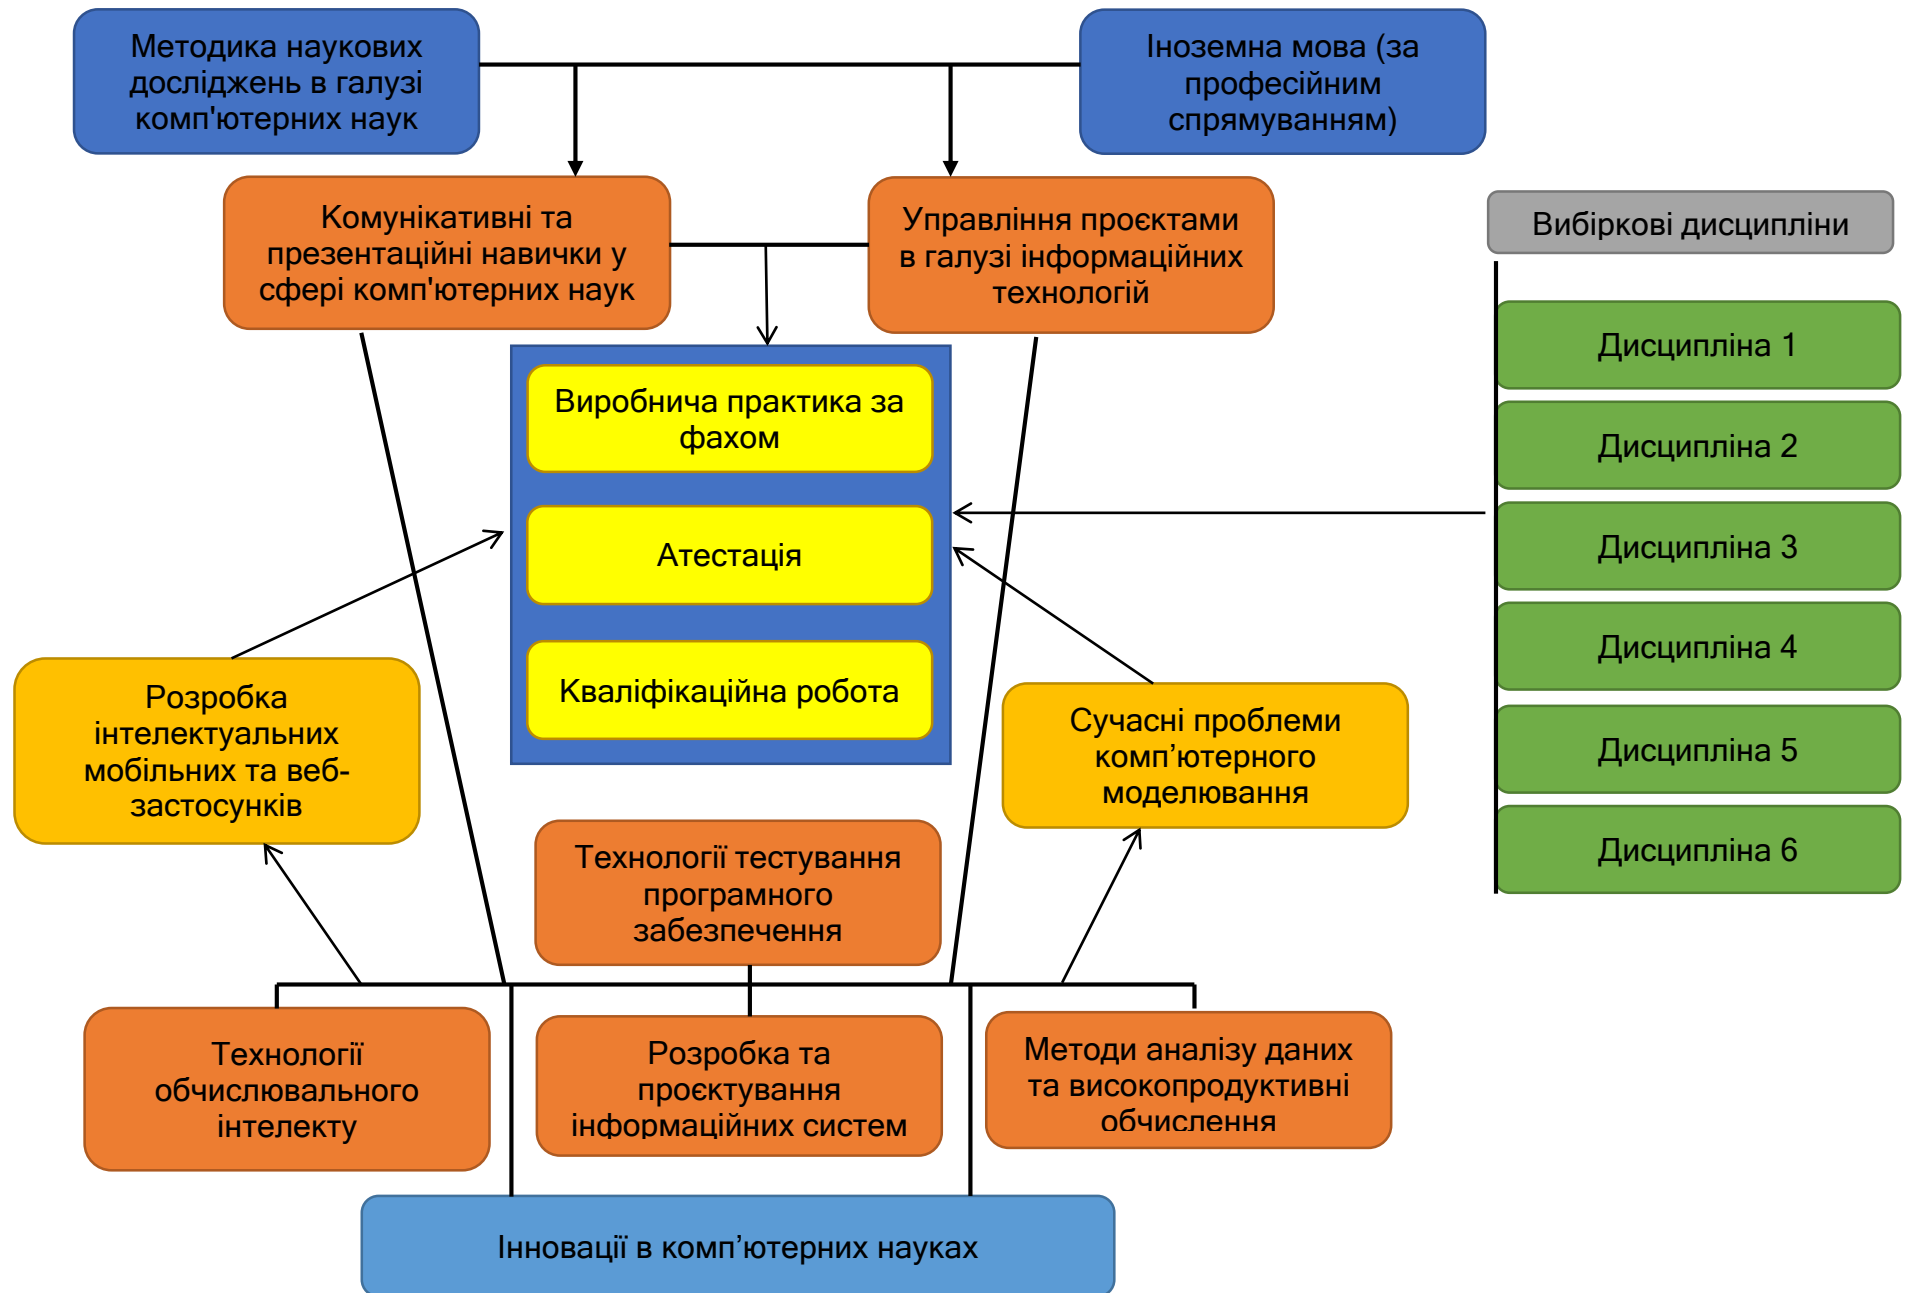 Методика наукових
досліджень в галузі
комп'ютерних наук
Іноземна мова (за
професійним
спрямуванням)
Комунікативні та
презентаційні навички у
сфері комп'ютерних наук
Управління проєктами
в галузі інформаційних
технологій
Вибіркові дисципліни
Дисципліна 1
Дисципліна 2
Дисципліна 3
Дисципліна 4
Дисципліна 5
Дисципліна 6
Виробнича практика за
фахом
Атестація
Кваліфікаційна робота
Розробка
інтелектуальних
мобільних та веб-
застосунків
Сучасні проблеми
комп’ютерного
моделювання
Технології тестування
програмного
забезпечення
Технології
обчислювального
інтелекту
Розробка та
проєктування
інформаційних систем
Методи аналізу даних
та високопродуктивні
обчислення
Інновації в комп’ютерних науках